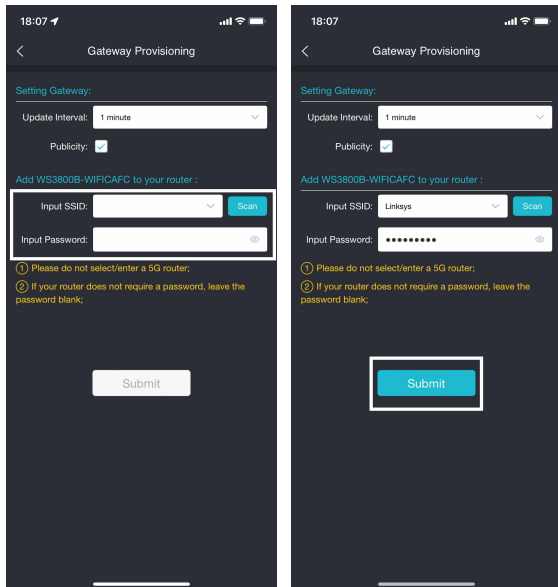 18:07
Gateway Provisioning
Setting Gateway:
Update Interval: 1 minute
Publicity:
Add WS3800B-WIFICAFC to your router :
Input SSID: Scan
Input Password:
① Please do not select/enter a 5G router;
② If your router does not require a password, leave the
password blank;
Submit
18:07
Gateway Provisioning
Setting Gateway:
Update Interval: 1 minute
Publicity:
Add WS3800B-WIFICAFC to your router :
Input SSID: Linksys Scan
Input Password: •••••••••
① Please do not select/enter a 5G router;
② If your router does not require a password, leave the
password blank;
Submit